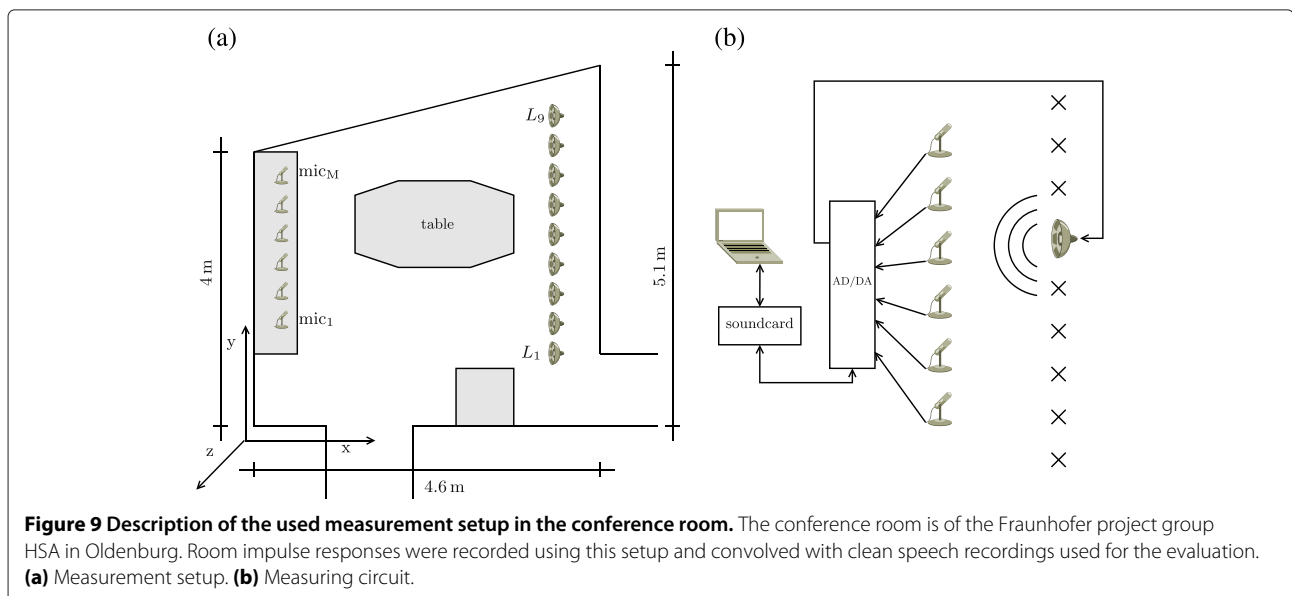 (a)
(b)
L9
micM
table
4 m
5.1 m
mic1
y
L1
x
z
4.6 m
AD/DA
soundcard
Figure 9 Description of the used measurement setup in the conference room. The conference room is of the Fraunhofer project group
HSA in Oldenburg. Room impulse responses were recorded using this setup and convolved with clean speech recordings used for the evaluation.
(a) Measurement setup. (b) Measuring circuit.